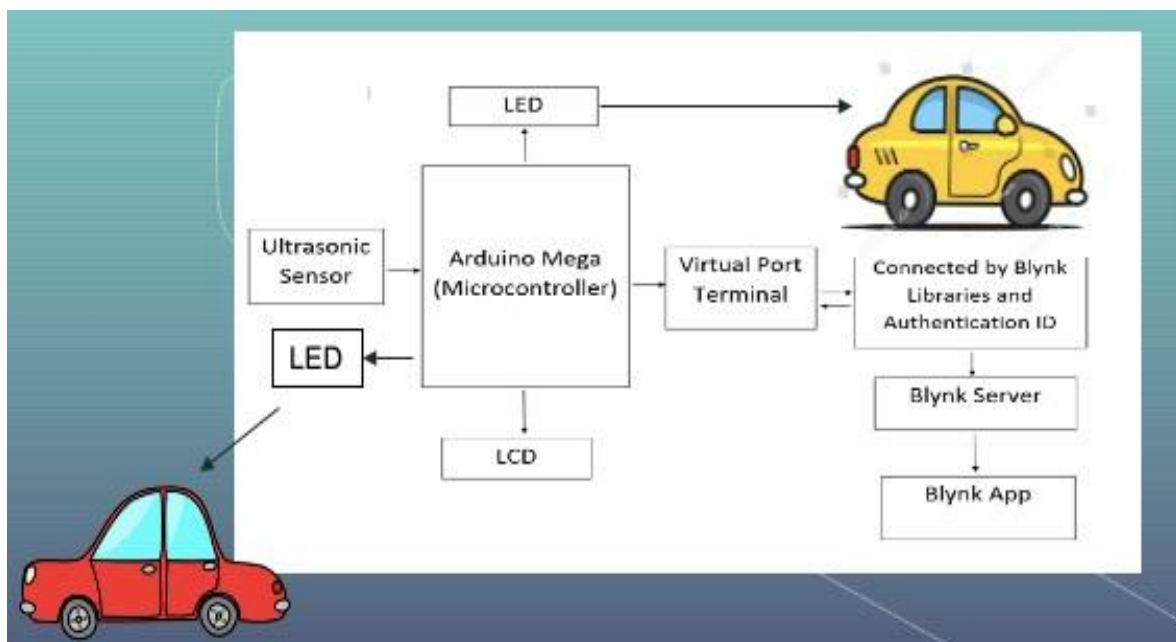 LED
Ultrasonic
Sensor
Arduino Mega
(Microcontroller)
Virtual Port
Terminal
Connected by Blynk
Libraries and
Authentication ID
LED
Blynk Server
LCD
Blynk App